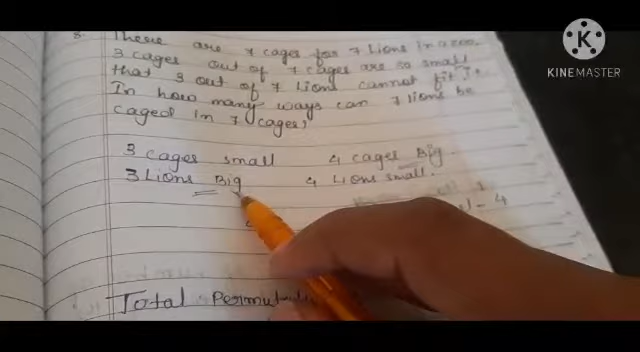 8. There are 7 cages for 7 Lions in a zoo.
3 cages out of 7 cages are so small
that 3 out of 7 Lions cannot fit it.
In how many ways can 7 lions be
caged in 7 cages?
3 cages small 4 cages Big.
3 Lions Big 4 Lions small.
Total Permutati
KINEMASTER